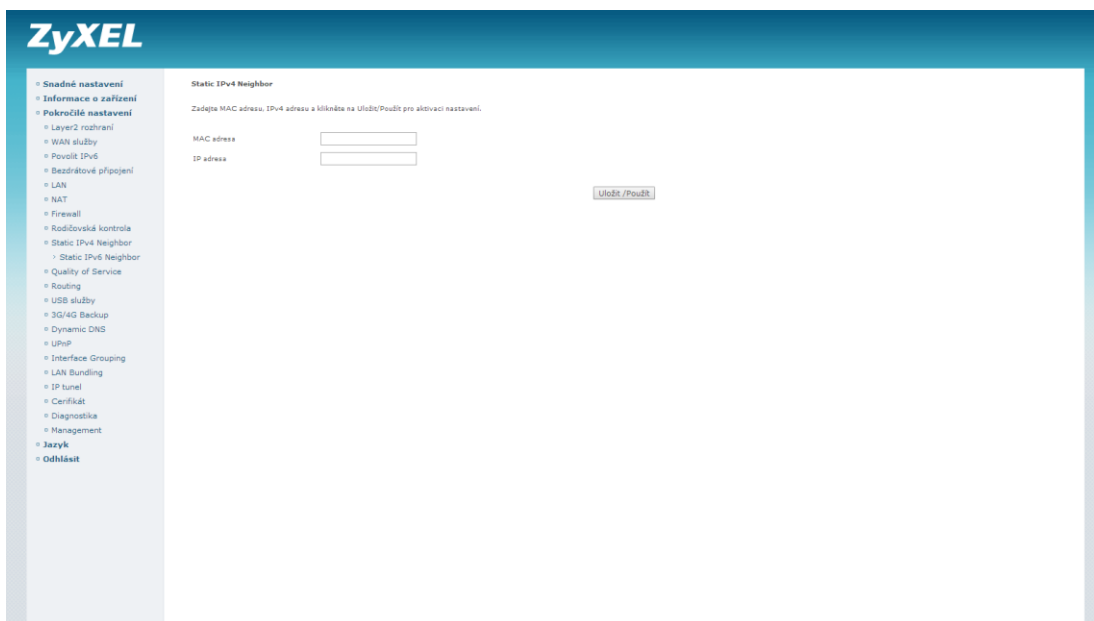 ZyXEL
Snadné nastavení
Informace o zařízení
Pokročilé nastavení
Layer2 rozhraní
WAN služby
Povolit IPv6
Bezdrátové připojení
LAN
NAT
Firewall
Rodičovská kontrola
Static IPv4 Neighbor
Static IPv6 Neighbor
Quality of Service
Routing
USB služby
3G/4G Backup
Dynamic DNS
UPnP
Interface Grouping
LAN Bundling
IP tunel
Cerifikát
Diagnostika
Management
Jazyk
Odhlásit
Static IPv4 Neighbor
Zadejte MAC adresu, IPv4 adresu a klikněte na Uložit/Použít pro aktivaci nastavení.
MAC adresa
IP adresa
Uložit /Použít